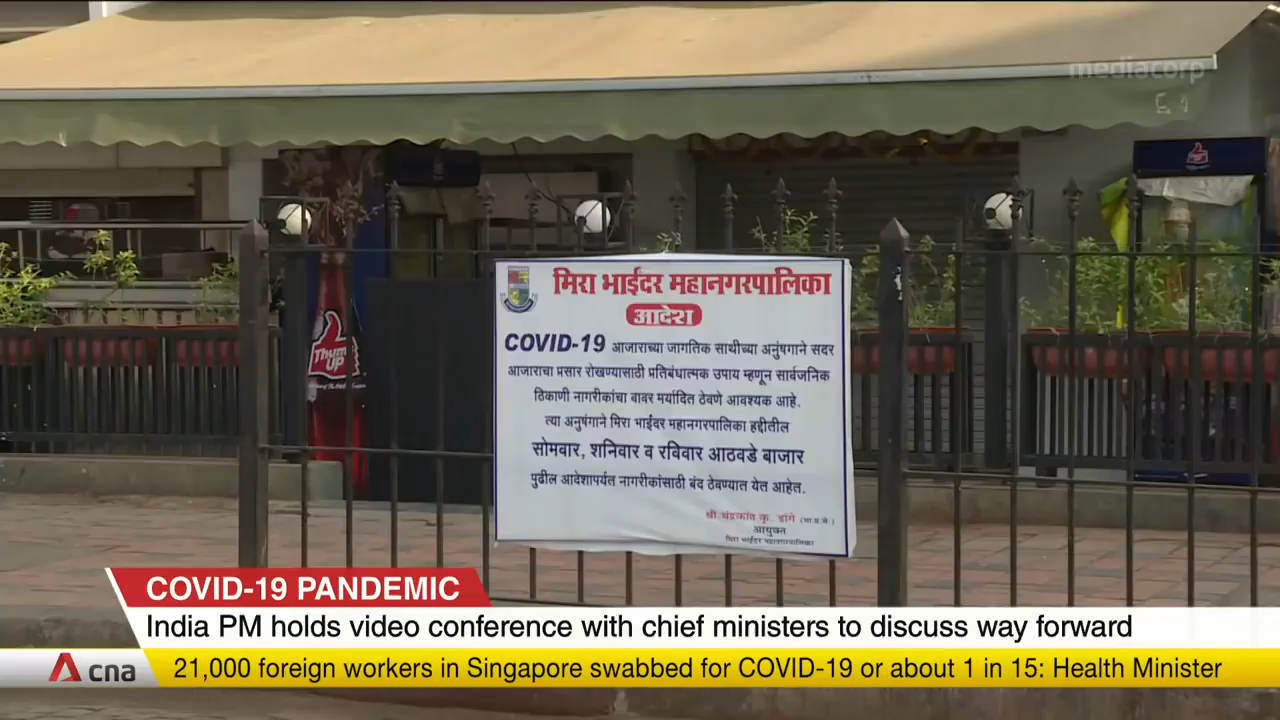 mediacorp
मिरा भाईंदर महानगरपालिका
आदेश
COVID-19 आजाराच्या जागतिक साथीच्या अनुंषगाने सदर
आजाराचा प्रसार रोखण्यासाठी प्रतिबंधात्मक उपाय म्हणून सार्वजनिक
ठिकाणी नागरीकांचा वावर मर्यादित ठेवणे आवश्यक आहे.
त्या अनुषंगाने मिरा भाईंदर महानगरपालिका हद्दीतील
सोमवार, शनिवार व रविवार आठवडे बाजार
पुढील आदेशापर्यंत नागरीकांसाठी बंद ठेवण्यात येत आहेत.
श्री. चंद्रकांत कृ. डांगे (भा.प्र.से.)
आयुक्त
मिरा भाईंदर महानगरपालिका
Thums
UP
COVID-19 PANDEMIC
India PM holds video conference with chief ministers to discuss way forward
cna
21,000 foreign workers in Singapore swabbed for COVID-19 or about 1 in 15: Health Minister